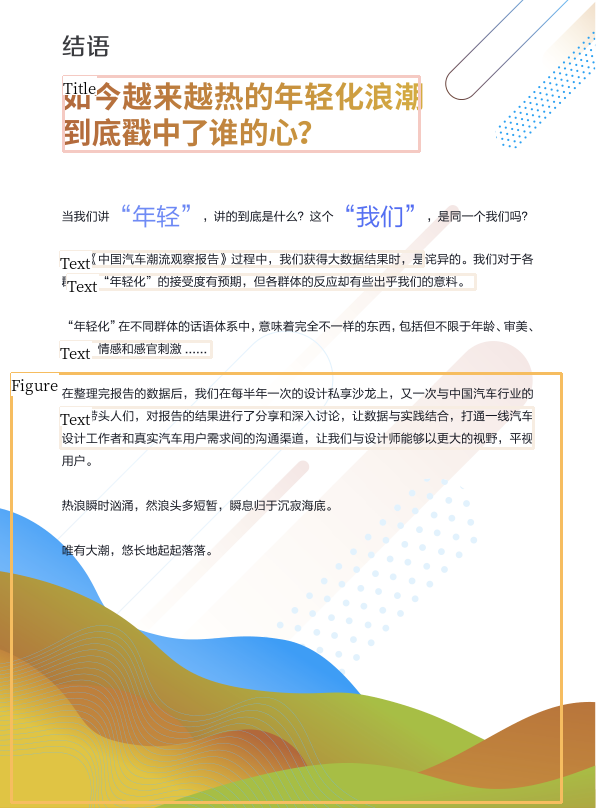 结语
Title
如今越来越热的年轻化浪潮
到底戳中了谁的心?
当我们讲“年轻”，讲的到底是什么？这个“我们”，是同一个我们吗？
Text
《中国汽车潮流观察报告》过程中，我们获得大数据结果时，是诧异的。我们对于各
Text
“年轻化”的接受度有预期，但各群体的反应却有些出乎我们的意料。
“年轻化”在不同群体的话语体系中，意味着完全不一样的东西，包括但不限于年龄、审美、
Text
情感和感官刺激 ......
Figure
在整理完报告的数据后，我们在每半年一次的设计私享沙龙上，又一次与中国汽车行业的
Text
头人们，对报告的结果进行了分享和深入讨论，让数据与实践结合，打通一线汽车
设计工作者和真实汽车用户需求间的沟通渠道，让我们与设计师能够以更大的视野，平视
用户。
热浪瞬时汹涌，然浪头多短暂，瞬息归于沉寂海底。
唯有大潮，悠长地起起落落。